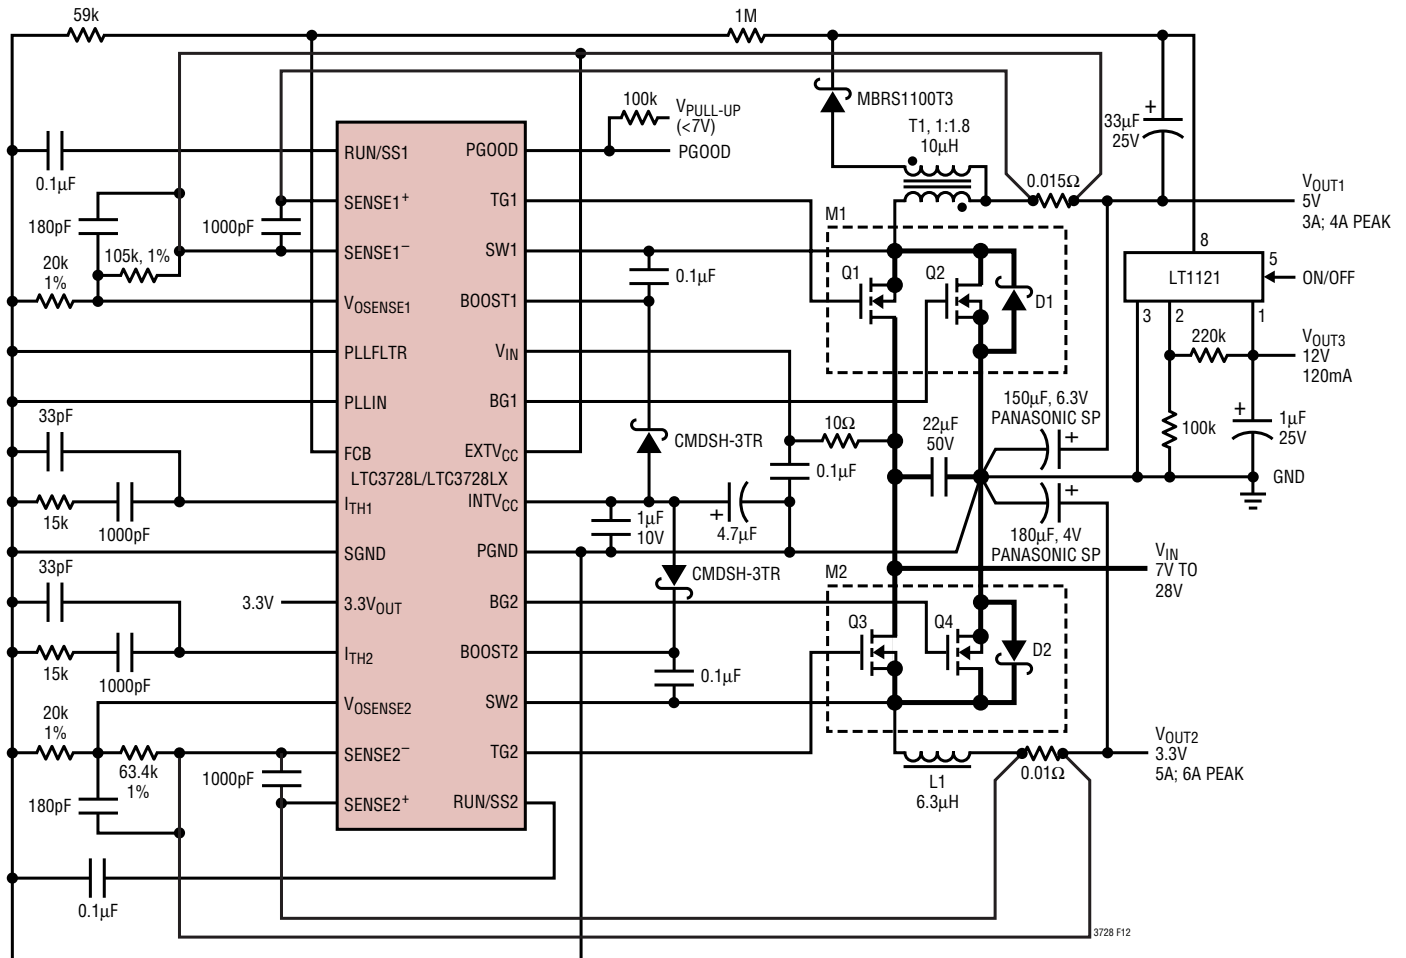 59k
1M
MBRS1100T3
100k
VPULL-UP
(<7V)
PGOOD
T1, 1:1.8
10μH
33μF
25V
+
0.015Ω
VOUT1
5V
3A; 4A PEAK
0.1μF
180pF
1000pF
105k, 1%
20k
1%
RUN/SS1
SENSE1+
SENSE1–
VOSENSE1
PLLFLTR
PLLIN
FCB
LTC3728L/LTC3728LX
ITH1
SGND
3.3VOUT
ITH2
VOSENSE2
SENSE2–
SENSE2+
PGOOD
TG1
SW1
BOOST1
VIN
BG1
EXTVCC
INTVCC
PGND
BG2
BOOST2
SW2
TG2
RUN/SS2
0.1μF
M1
Q1
Q2
D1
8
LT1121
5
ON/OFF
3
2
1
220k
VOUT3
12V
120mA
100k
+
1μF
25V
GND
150μF, 6.3V
PANASONIC SP
+
22μF
50V
10Ω
0.1μF
CMDSH-3TR
1μF
10V
+
4.7μF
CMDSH-3TR
+
180μF, 4V
PANASONIC SP
VIN
7V TO
28V
33pF
15k
1000pF
33pF
3.3V
15k
1000pF
20k
1%
63.4k
1%
1000pF
180pF
0.1μF
M2
Q3
Q4
D2
0.1μF
L1
6.3μH
0.01Ω
VOUT2
3.3V
5A; 6A PEAK
3728 F12